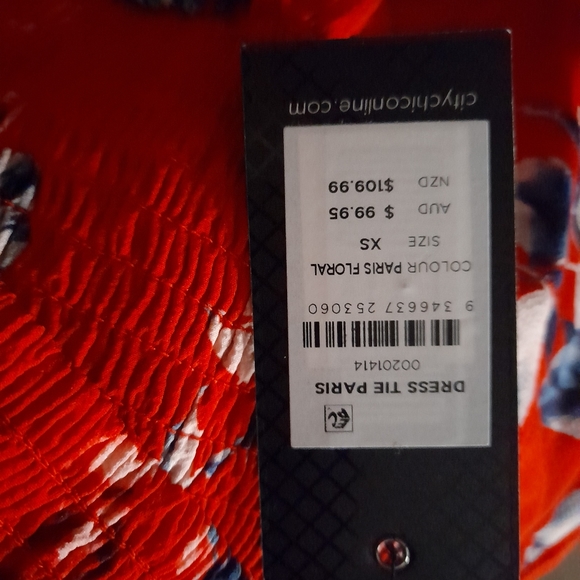 DRESS TIE PARIS
00201414
9 346637 253060
COLOUR PARIS FLORAL
SIZE XS
AUD $ 99.95
NZD $109.99
citychiconline.com